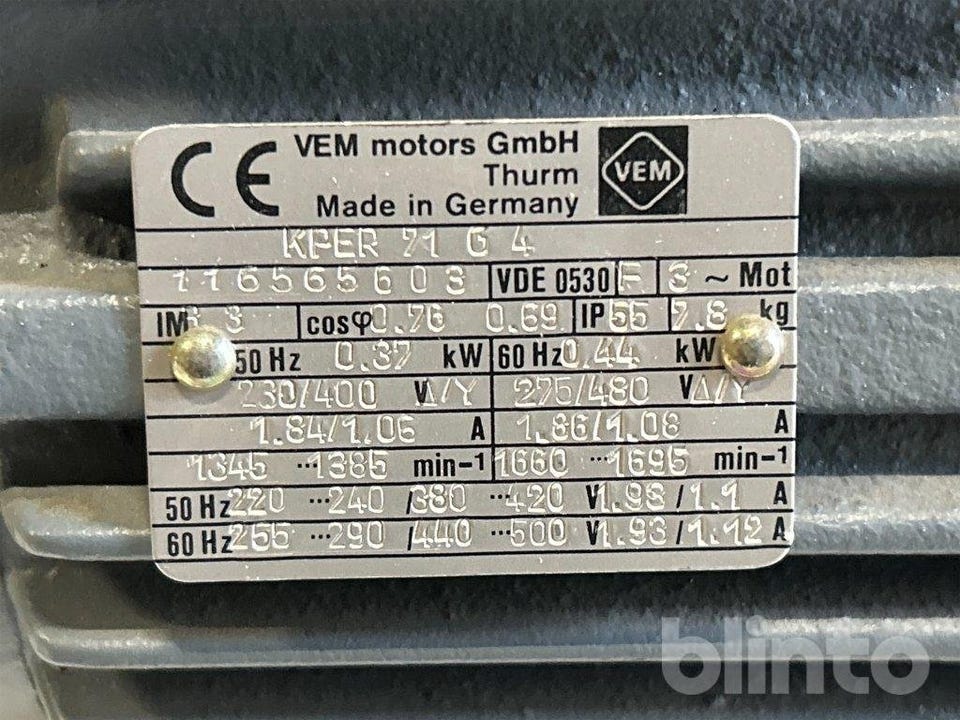 CE VEM motors GmbH VEM
Thurm
Made in Germany
KPER 71 G 4
116565603 VDE 0530 F 3 ~ Mot
IM 3 cosφ 0.76 0.69 IP 55 7.8 kg
50 Hz 0.37 kW 60 Hz 0.44 kW
230/400 V Δ/Y 275/480 V Δ/Y
1.84/1.06 A 1.86/1.08 A
1345 ...1385 min-1 1660 ...1695 min-1
50 Hz 220 ...240 /380 ...420 V 1.98/1.1 A
60 Hz 255 ...290 /440 ...500 V 1.93/1.12 A
blinto